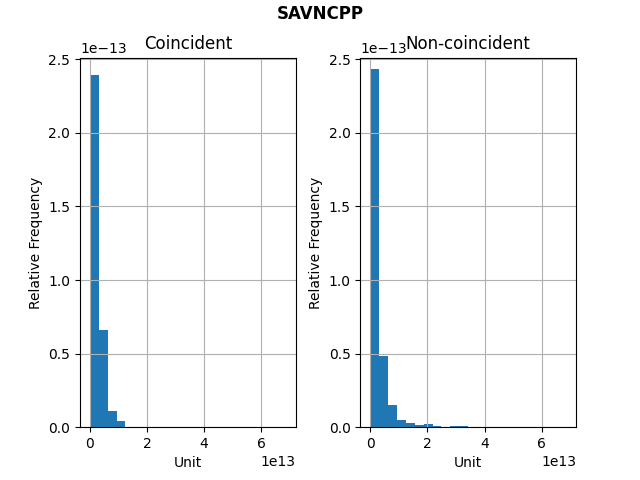 SAVNCPP
Coincident
1e−13
2.5
2.0
1.5
1.0
0.5
0.0
Relative Frequency
0 2 4 6
1e13
Unit
Non-coincident
1e−13
2.5
2.0
1.5
1.0
0.5
0.0
Relative Frequency
0 2 4 6
1e13
Unit